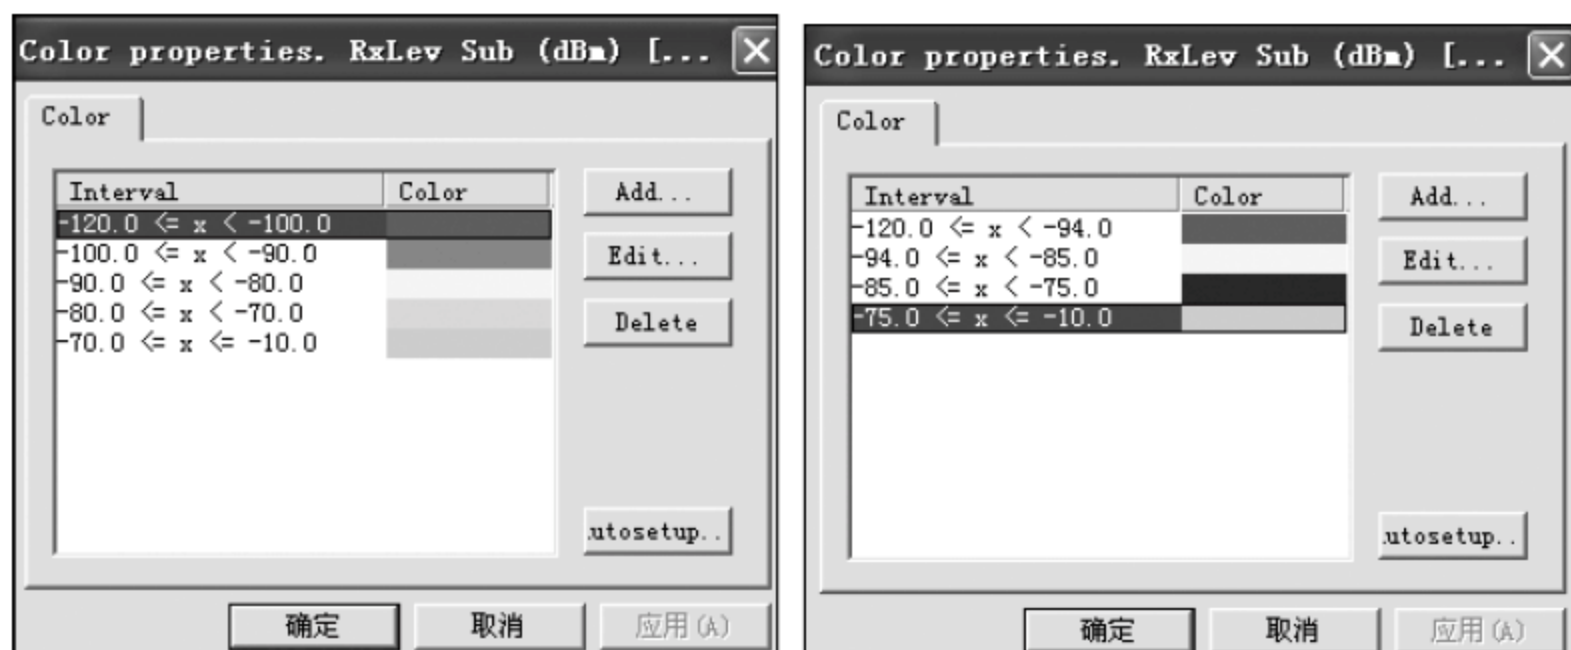 Color properties. RxLev Sub (dBm) [...
Color
Interval Color
-120.0 <= x < -100.0
-100.0 <= x < -90.0
-90.0 <= x < -80.0
-80.0 <= x < -70.0
-70.0 <= x <= -10.0
Add...
Edit...
Delete
utosetup..
确定 取消 应用(A)
Color properties. RxLev Sub (dBm) [...
Color
Interval Color
-120.0 <= x < -94.0
-94.0 <= x < -85.0
-85.0 <= x < -75.0
-75.0 <= x <= -10.0
Add...
Edit...
Delete
utosetup..
确定 取消 应用(A)